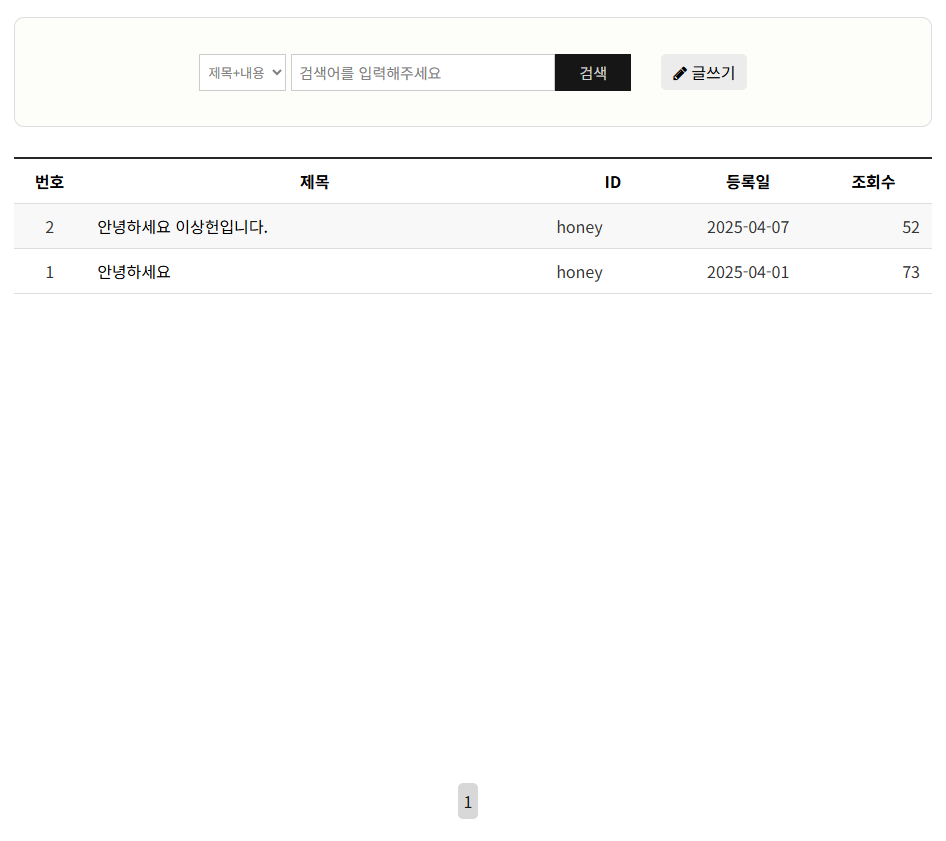 제목+내용 검색어를 입력해주세요 검색 글쓰기
번호 제목 ID 등록일 조회수
2 안녕하세요 이상헌입니다. honey 2025-04-07 52
1 안녕하세요 honey 2025-04-01 73
1